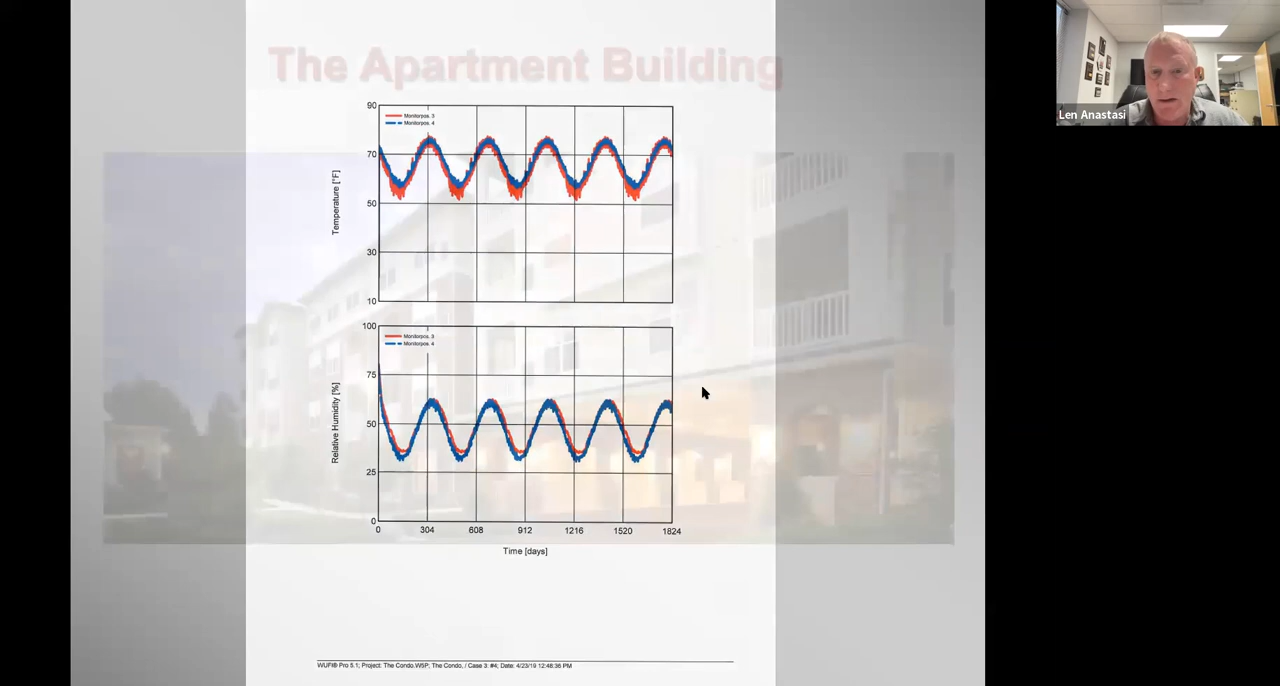 The Apartment Building
90
70
50
30
10
Temperature [°F]
Monitorpos. 3
Monitorpos. 4
100
75
50
25
0
Relative Humidity [%]
Monitorpos. 3
Monitorpos. 4
0 304 608 912 1216 1520 1824
Time [days]
WUFI® Pro 5.1; Project: The Condo.W5P; The Condo, / Case 3: #4; Date: 4/23/19 12:48:36 PM
Len Anastasi